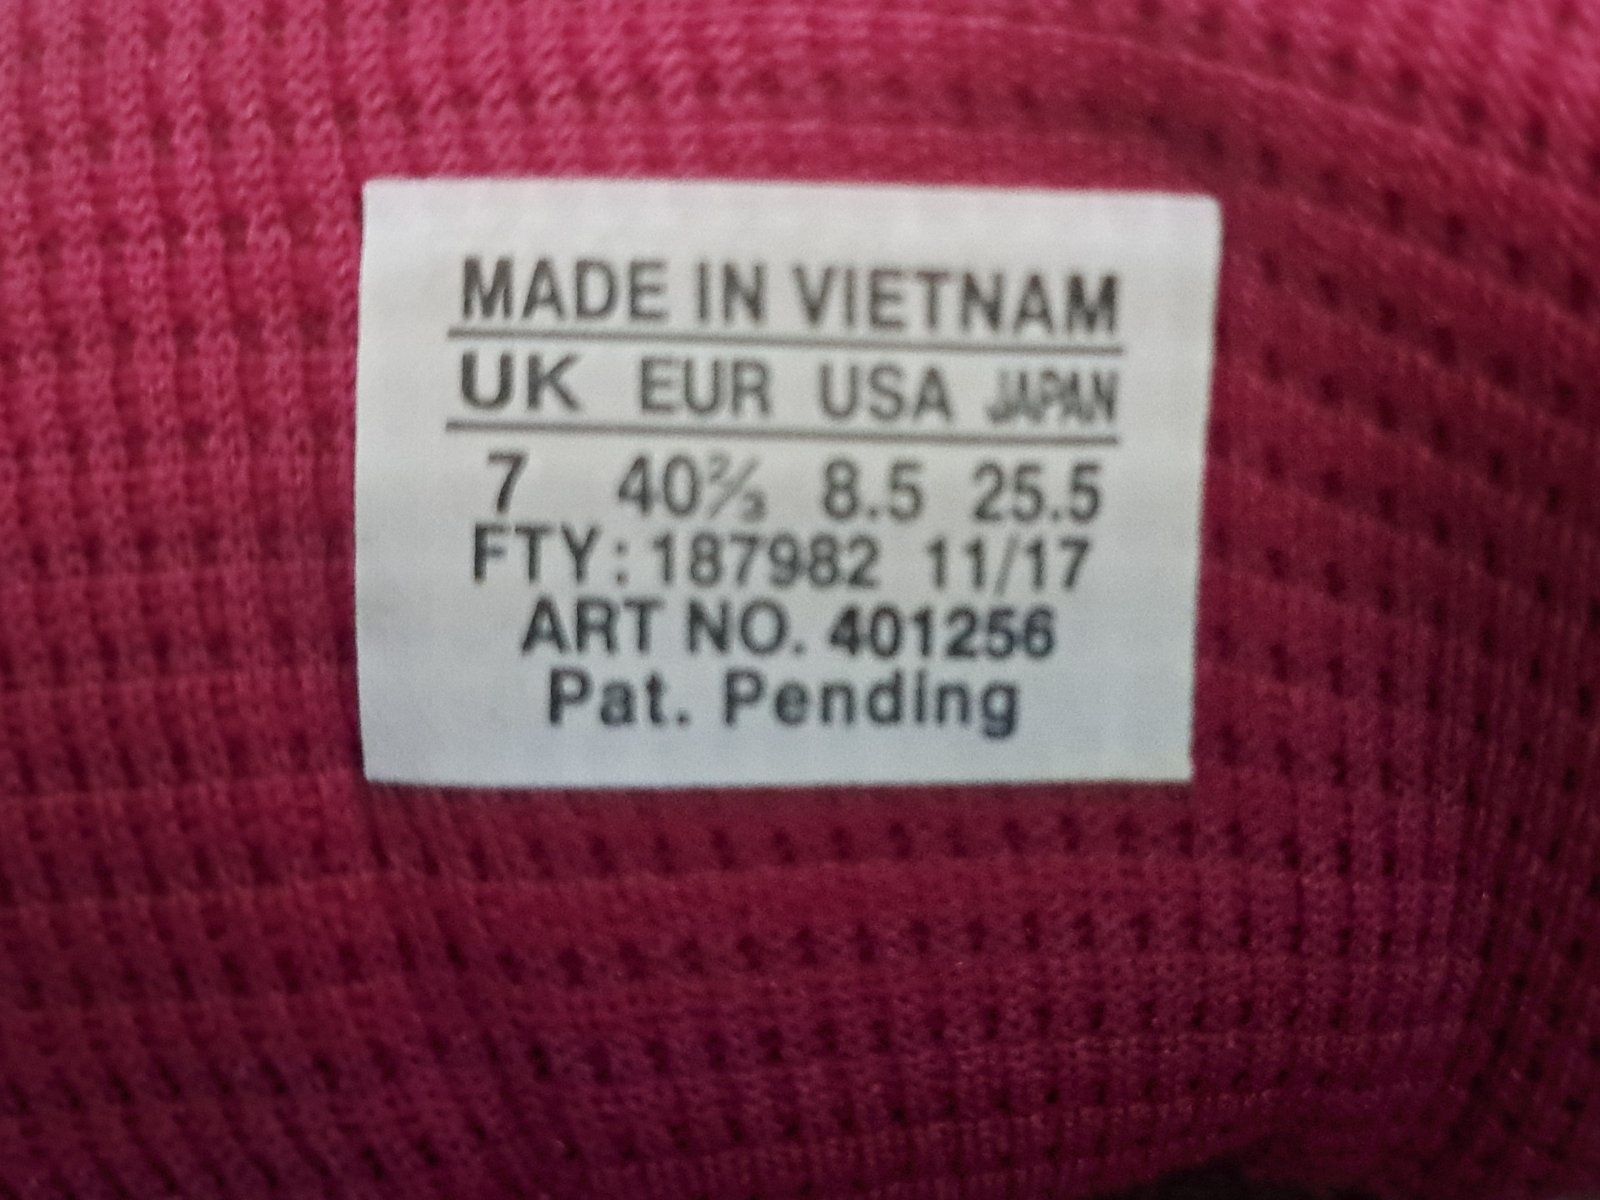 MADE IN VIETNAM
UK EUR USA JAPAN
7 40⅔ 8.5 25.5
FTY: 187982 11/17
ART NO. 401256
Pat. Pending